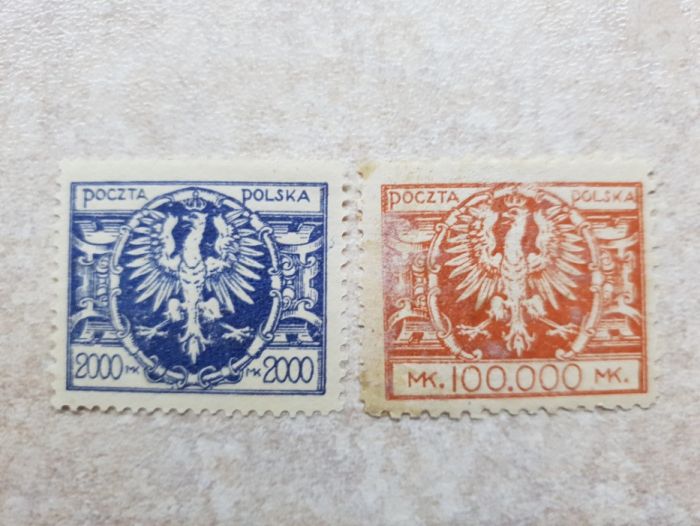 POCZTA POLSKA
2000 MK MK 2000
POCZTA POLSKA
MK. 100.000 MK.